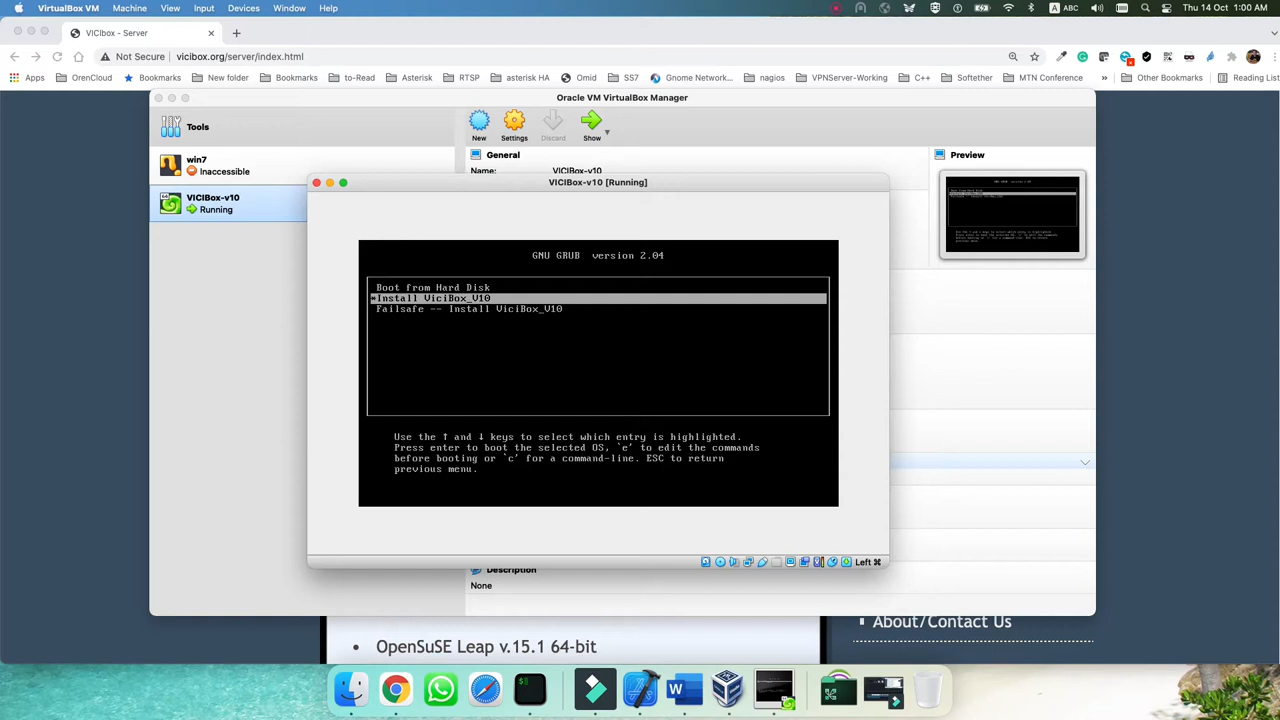 VirtualBox VM Machine View Input Devices Window Help ABC Thu 14 Oct 1:00 AM
VICIbox - Server
Not Secure vicibox.org/server/index.html
Apps OrenCloud Bookmarks New folder Bookmarks to-Read Asterisk RTSP asterisk HA Omid SS7 Gnome Network... nagios VPNServer-Working C++ Softether MTN Conference » Other Bookmarks Reading List
Oracle VM VirtualBox Manager
Tools
New Settings Discard Show
win7
Inaccessible
General
Name: VICIBox-v10
Preview
VICIBox-v10
Running
VICIBox-v10 [Running]
GNU GRUB version 2.04
Boot from Hard Disk
*Install ViciBox_V10
Failsafe -- Install ViciBox_V10
Use the ↑ and ↓ keys to select which entry is highlighted.
Press enter to boot the selected OS, `e' to edit the commands
before booting or `c' for a command-line. ESC to return
previous menu.
Left ⌘
Description
None
About/Contact Us
• OpenSuSE Leap v.15.1 64-bit